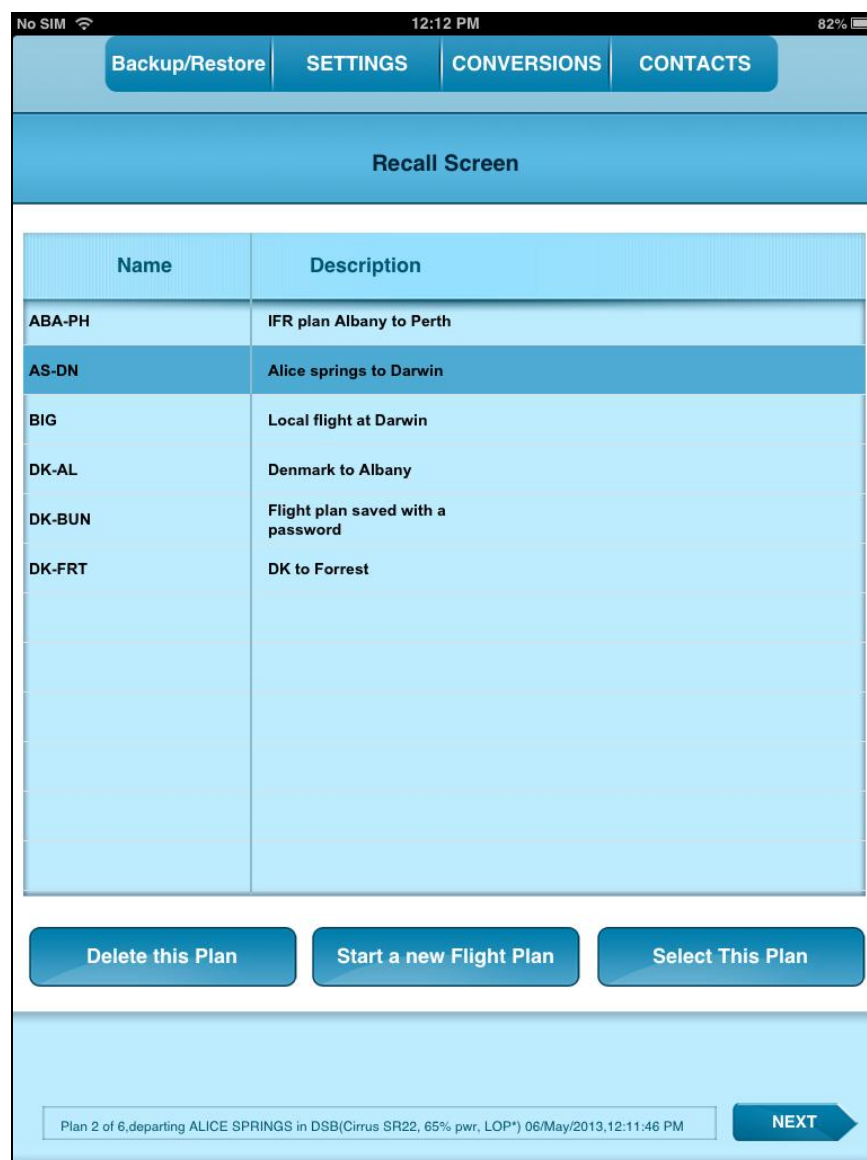 No SIM 12:12 PM 82%
Backup/Restore SETTINGS CONVERSIONS CONTACTS
Recall Screen
Name Description
ABA-PH IFR plan Albany to Perth
AS-DN Alice springs to Darwin
BIG Local flight at Darwin
DK-AL Denmark to Albany
DK-BUN Flight plan saved with a
password
DK-FRT DK to Forrest
Delete this Plan Start a new Flight Plan Select This Plan
Plan 2 of 6,departing ALICE SPRINGS in DSB(Cirrus SR22, 65% pwr, LOP*) 06/May/2013,12:11:46 PM NEXT